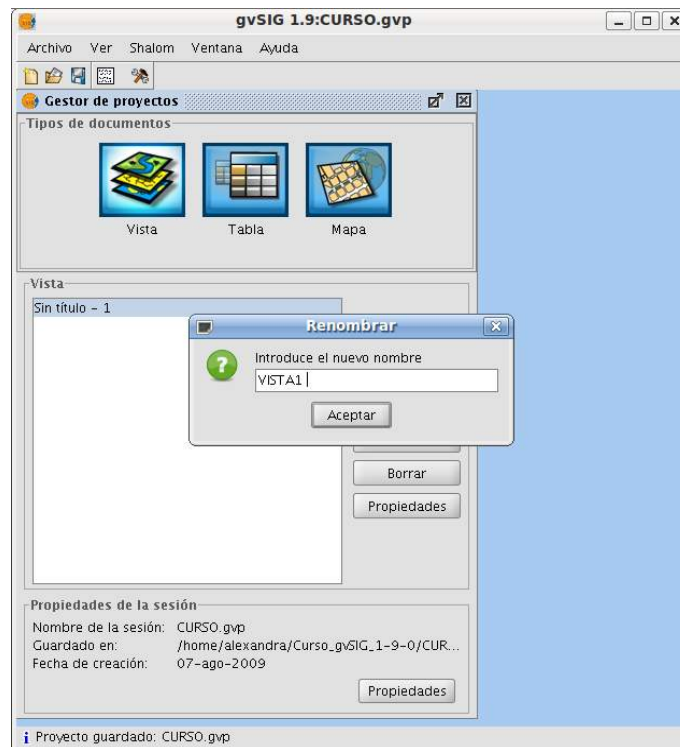 gvSIG 1.9:CURSO.gvp
Archivo Ver Shalom Ventana Ayuda
Gestor de proyectos
Tipos de documentos
Vista Tabla Mapa
Vista
Sin título - 1
Renombrar
Introduce el nuevo nombre
VISTA1
Aceptar
Borrar
Propiedades
Propiedades de la sesión
Nombre de la sesión: CURSO.gvp
Guardado en: /home/alexandra/Curso_gvSIG_1-9-0/CUR...
Fecha de creación: 07-ago-2009
Propiedades
Proyecto guardado: CURSO.gvp